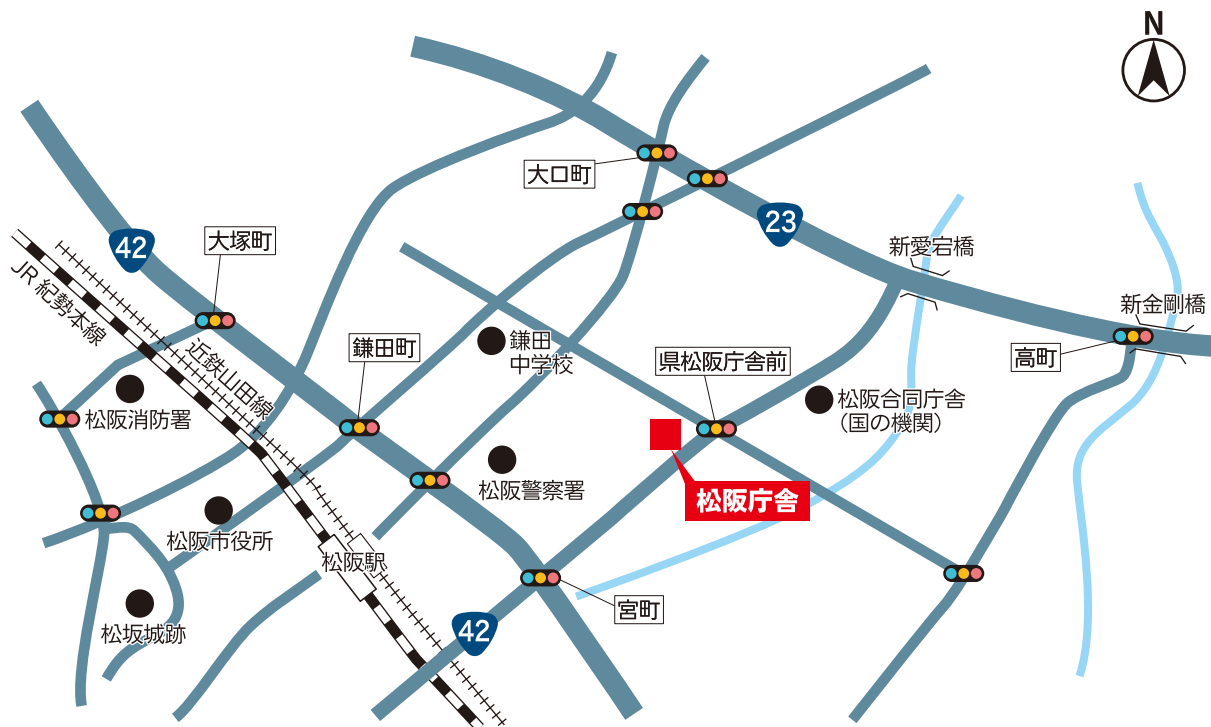 N
大口町
23
42
大塚町
新愛宕橋
新金剛橋
JR紀勢本線
近鉄山田線
鎌田町
鎌田
中学校
県松阪庁舎前
高町
松阪消防署
松阪合同庁舎
（国の機関）
松阪警察署
松阪庁舎
松阪市役所
松阪駅
宮町
42
松坂城跡